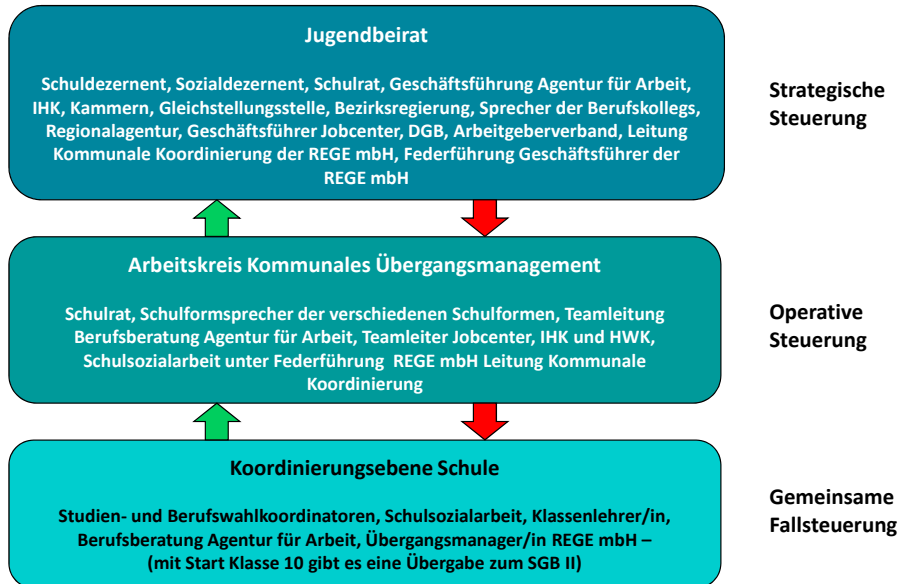 Jugendbeirat
Schuldezernent, Sozialdezernent, Schulrat, Geschäftsführung Agentur für Arbeit,
IHK, Kammern, Gleichstellungsstelle, Bezirksregierung, Sprecher der Berufskollegs,
Regionalagentur, Geschäftsführer Jobcenter, DGB, Arbeitgeberverband, Leitung
Kommunale Koordinierung der REGE mbH, Federführung Geschäftsführer der
REGE mbH
Strategische
Steuerung
Arbeitskreis Kommunales Übergangsmanagement
Schulrat, Schulformsprecher der verschiedenen Schulformen, Teamleitung
Berufsberatung Agentur für Arbeit, Teamleiter Jobcenter, IHK und HWK,
Schulsozialarbeit unter Federführung REGE mbH Leitung Kommunale
Koordinierung
Operative
Steuerung
Koordinierungsebene Schule
Studien- und Berufswahlkoordinatoren, Schulsozialarbeit, Klassenlehrer/in,
Berufsberatung Agentur für Arbeit, Übergangsmanager/in REGE mbH –
(mit Start Klasse 10 gibt es eine Übergabe zum SGB II)
Gemeinsame
Fallsteuerung